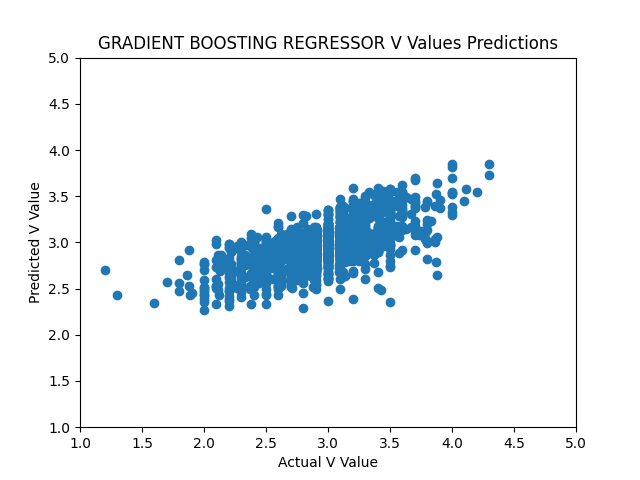 GRADIENT BOOSTING REGRESSOR V Values Predictions
5.0
4.5
4.0
3.5
3.0
2.5
2.0
1.5
1.0
Predicted V Value
1.0 1.5 2.0 2.5 3.0 3.5 4.0 4.5 5.0
Actual V Value